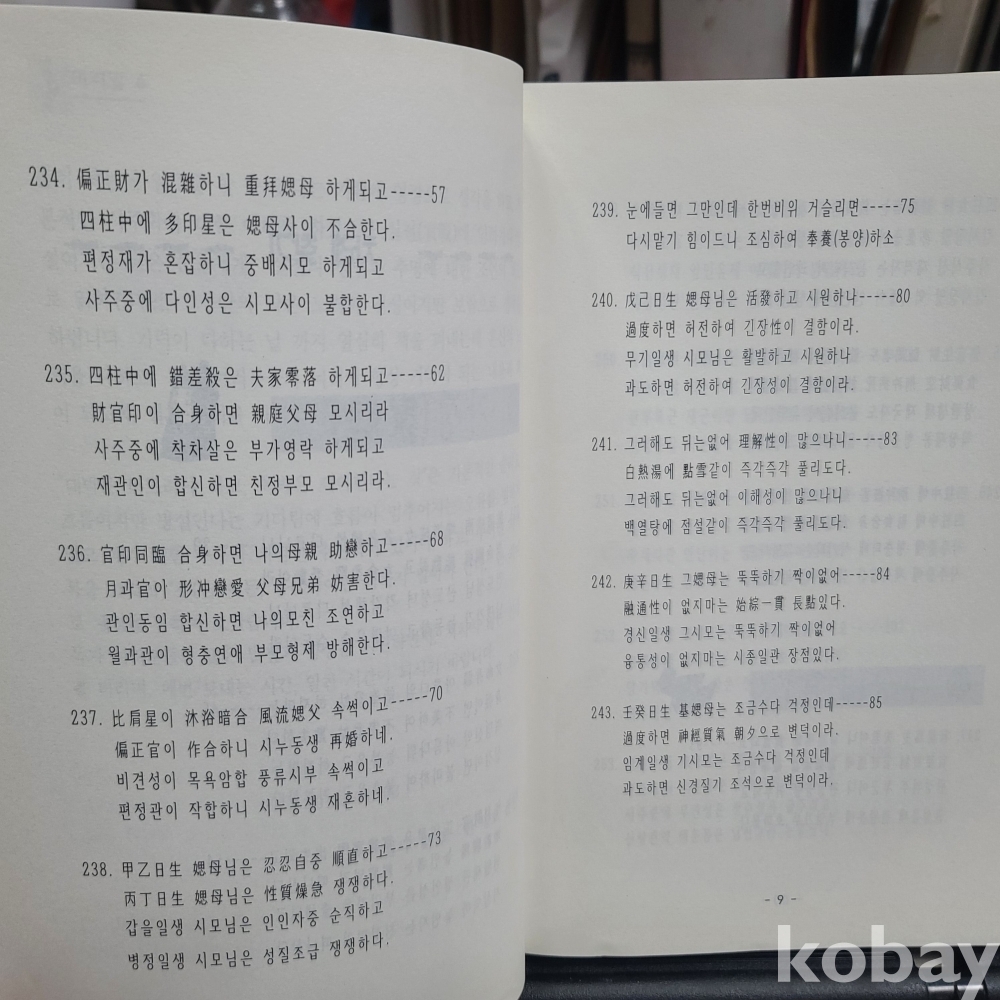 234. 偏正財가 混雜하니 重拜媤母 하게되고-----57
四柱中에 多印星은 媤母사이 不合한다.
편정재가 혼잡하니 중배시모 하게되고
사주중에 다인성은 시모사이 불합한다.
235. 四柱中에 錯差殺은 夫家零落 하게되고----62
財官印이 合身하면 親庭父母 모시리라
사주중에 착차살은 부가영락 하게되고
재관인이 합신하면 친정부모 모시리라.
236. 官印同臨 合身하면 나의母親 助戀하고----68
月과官이 形冲戀愛 父母兄弟 妨害한다.
관인동임 합신하면 나의모친 조연하고
월과관이 형충연애 부모형제 방해한다.
237. 比肩星이 沐浴暗合 風流媤父 속썩이고----70
偏正官이 作合하니 시누동생 再婚하네.
비견성이 목욕암합 풍류시부 속썩이고
편정관이 작합하니 시누동생 재혼하네.
238. 甲乙日生 媤母님은 忍忍自중 順直하고-----73
丙丁日生 媤母님은 性質燥急 쟁쟁하다.
갑을일생 시모님은 인인자중 순직하고
병정일생 시모님은 성질조급 쟁쟁하다.
239. 눈에들면 그만인데 한번비위 거슬리면----75
다시맡기 힘이드니 조심하여 奉養(봉양)하소
240. 戊己日生 媤母님은 活發하고 시원하나----80
過度하면 허전하여 긴장性이 결함이라.
무기일생 시모님은 활발하고 시원하나
과도하면 허전하여 긴장성이 결함이라.
241. 그러해도 뒤는없어 理解性이 많으나니----83
白熱湯에 點雪같이 즉각즉각 풀리도다.
그러해도 뒤는없어 이해성이 많으나니
백열탕에 점설같이 즉각즉각 풀리도다.
242. 庚辛日生 그媤母는 뚝뚝하기 짝이없어----84
融通性이 없지마는 始綜一貫 長點있다.
경신일생 그시모는 뚝뚝하기 짝이없어
융통성이 없지마는 시종일관 장점있다.
243. 壬癸日生 基媤母는 조금수다 걱정인데----85
過度하면 神經質氣 朝夕으로 변덕이라.
임계일생 기시모는 조금수다 걱정인데
과도하면 신경질기 조석으로 변덕이라.
- 9 -
kobay